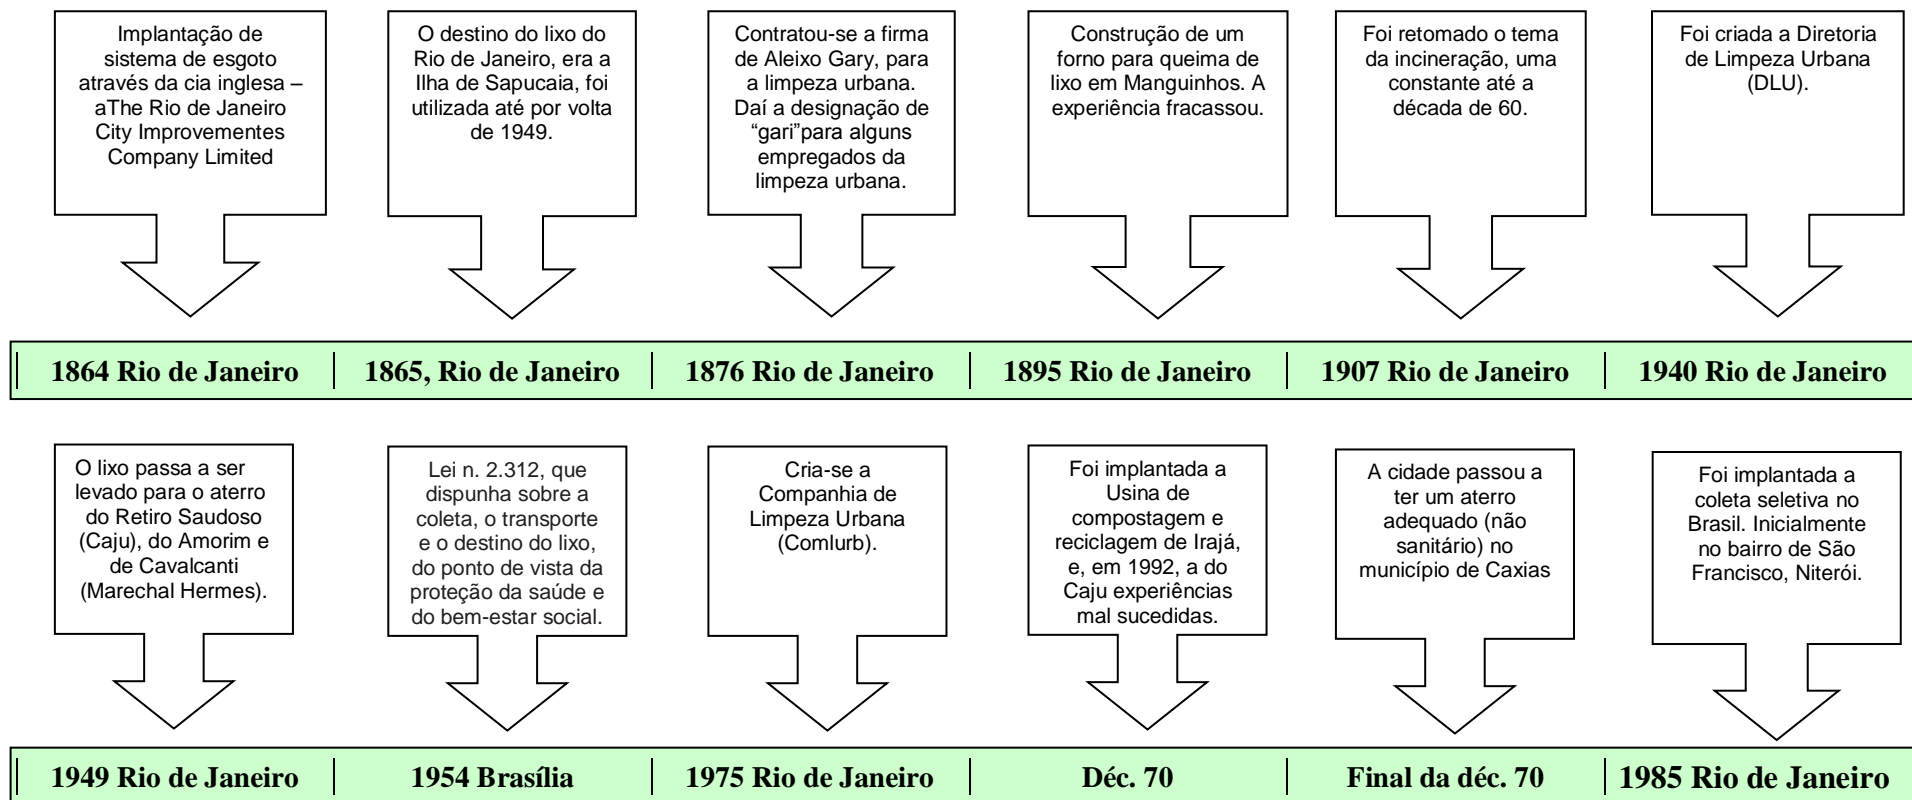 Implantação de
sistema de esgoto
através da cia inglesa –
aThe Rio de Janeiro
City Improvementes
Company Limited
O destino do lixo do
Rio de Janeiro, era a
Ilha de Sapucaia, foi
utilizada até por volta
de 1949.
Contratou-se a firma
de Aleixo Gary, para
a limpeza urbana.
Daí a designação de
“gari”para alguns
empregados da
limpeza urbana.
Construção de um
forno para queima de
lixo em Manguinhos. A
experiência fracassou.
Foi retomado o tema
da incineração, uma
constante até a
década de 60.
Foi criada a Diretoria
de Limpeza Urbana
(DLU).
1864 Rio de Janeiro
1865, Rio de Janeiro
1876 Rio de Janeiro
1895 Rio de Janeiro
1907 Rio de Janeiro
1940 Rio de Janeiro
O lixo passa a ser
levado para o aterro
do Retiro Saudoso
(Caju), do Amorim e
de Cavalcanti
(Marechal Hermes).
Lei n. 2.312, que
dispunha sobre a
coleta, o transporte
e o destino do lixo,
do ponto de vista da
proteção da saúde e
do bem-estar social.
Cria-se a
Companhia de
Limpeza Urbana
(Comlurb).
Foi implantada a
Usina de
compostagem e
reciclagem de Irajá,
e, em 1992, a do
Caju experiências
mal sucedidas.
A cidade passou a
ter um aterro
adequado (não
sanitário) no
município de Caxias
Foi implantada a
coleta seletiva no
Brasil. Inicialmente
no bairro de São
Francisco, Niterói.
1949 Rio de Janeiro
1954 Brasília
1975 Rio de Janeiro
Déc. 70
Final da déc. 70
1985 Rio de Janeiro